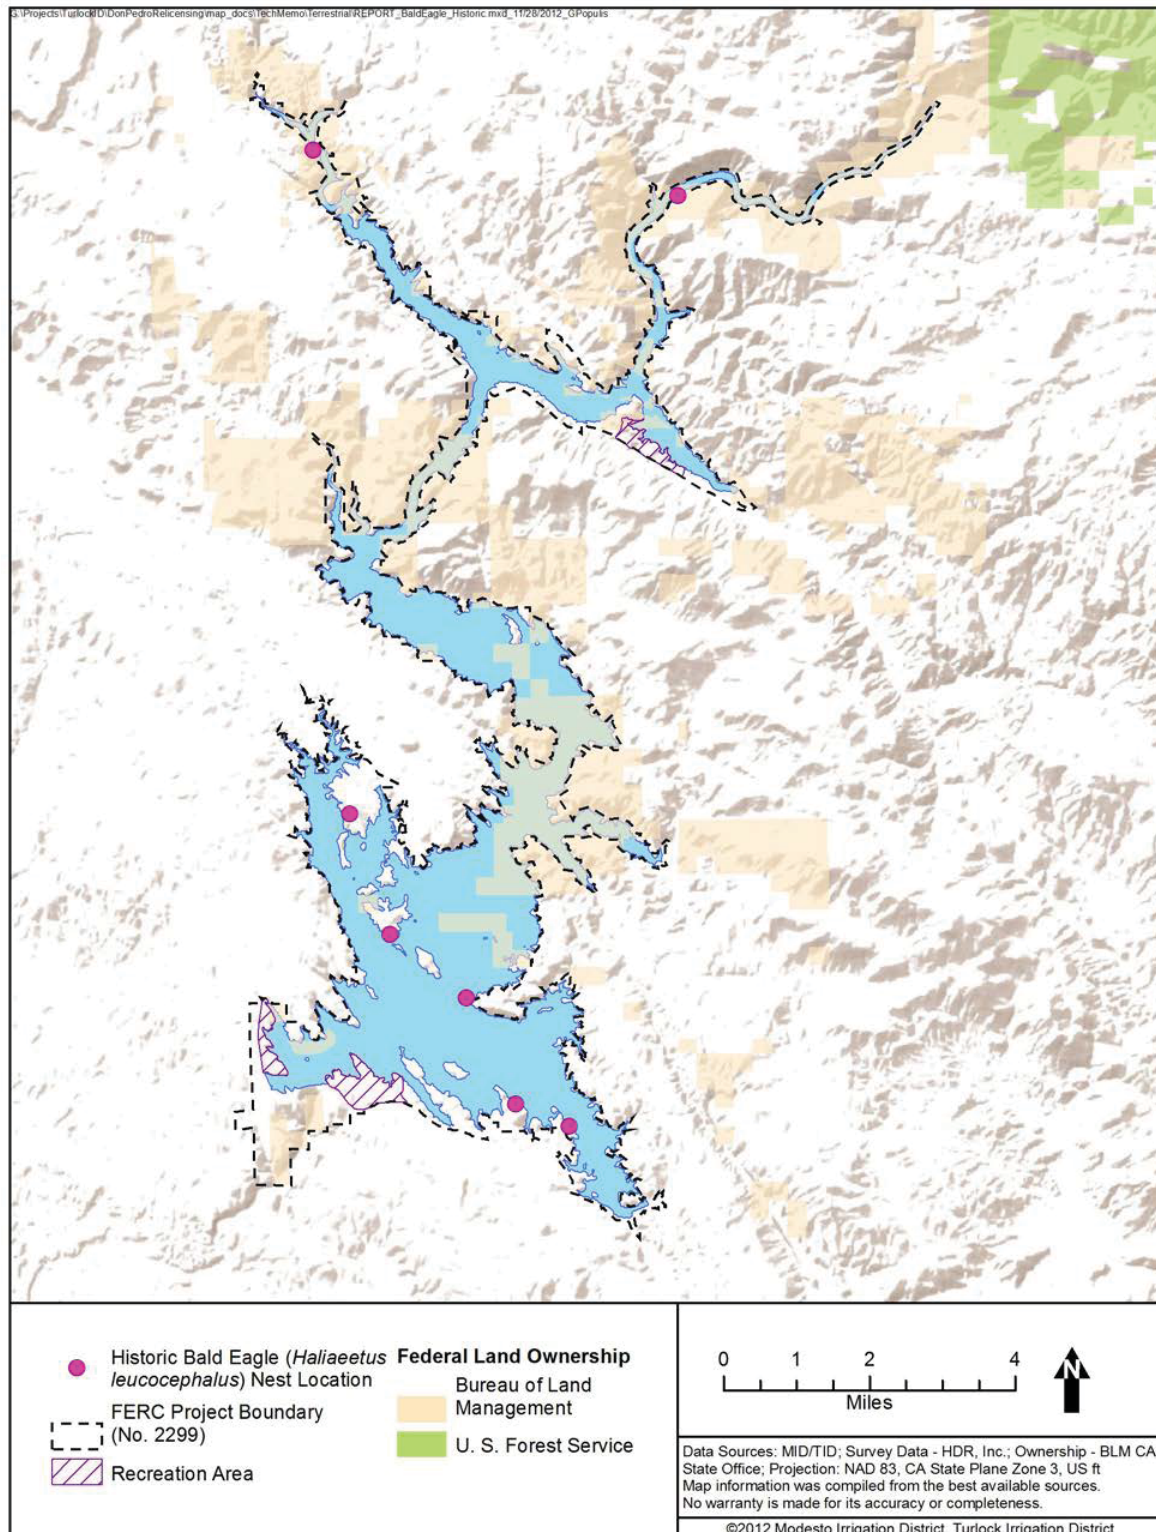 G:\Projects\TurlockID\DonPedroRelicensing\map_docs\TechMemo\Terrestrial\REPORT_BaldEagle_Historic.mxd_11/28/2012_GPopulis
Historic Bald Eagle (Haliaeetus
leucocephalus) Nest Location
FERC Project Boundary
(No. 2299)
Recreation Area
Federal Land Ownership
Bureau of Land
Management
U. S. Forest Service
0 1 2 4
Miles
N
Data Sources: MID/TID; Survey Data - HDR, Inc.; Ownership - BLM CA
State Office; Projection: NAD 83, CA State Plane Zone 3, US ft
Map information was compiled from the best available sources.
No warranty is made for its accuracy or completeness.
©2012 Modesto Irrigation District, Turlock Irrigation District